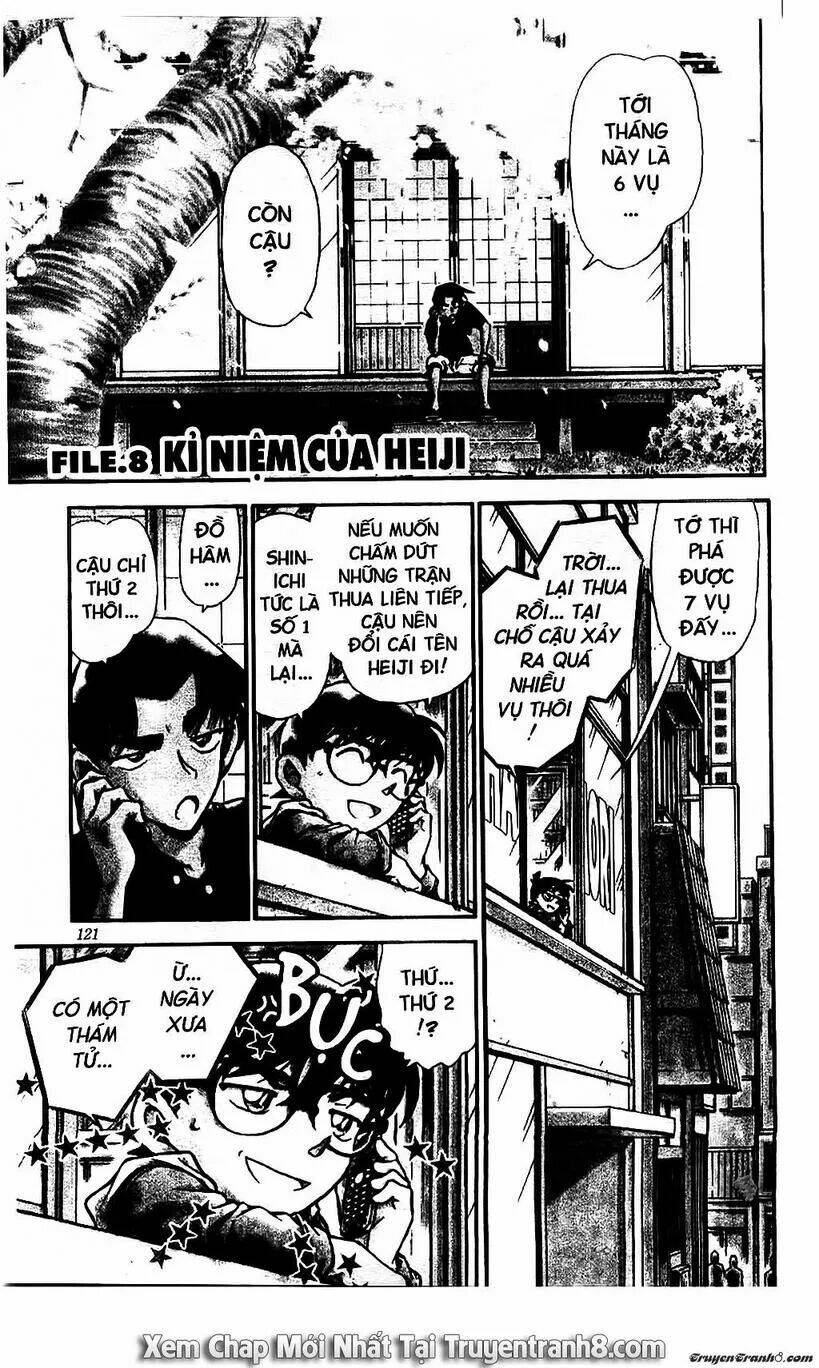 TỚI
THÁNG
NÀY LÀ
6 VỤ
...
CÒN
CẬU
?
FILE.8 KỈ NIỆM CỦA HEIJI
TỚ THÌ
PHÁ
ĐƯỢC
7 VỤ
ĐẤY...
TRỜI...
LẠI THUA
RỒI... TẠI
CHỖ CẬU XẢY
RA QUÁ
NHIỀU
VỤ THÔI
!
ORI
NẾU MUỐN
CHẤM DỨT
NHỮNG TRẬN
THUA LIÊN TIẾP,
CẬU NÊN
ĐỔI CÁI TÊN
HEIJI ĐI!
SHIN-
ICHI
TỨC LÀ
SỐ 1
MÀ
LẠI...
ĐỒ
HÂM
...
CẬU CHỈ
THỨ 2
THÔI...
121
THỨ...
THỨ 2
!?
BỰC
Ừ...
NGÀY
XƯA
...
CÓ MỘT
THÁM
TỬ...
Xem Chap Mới Nhất Tại Truyentranh8.com
TruyenTranh8.com